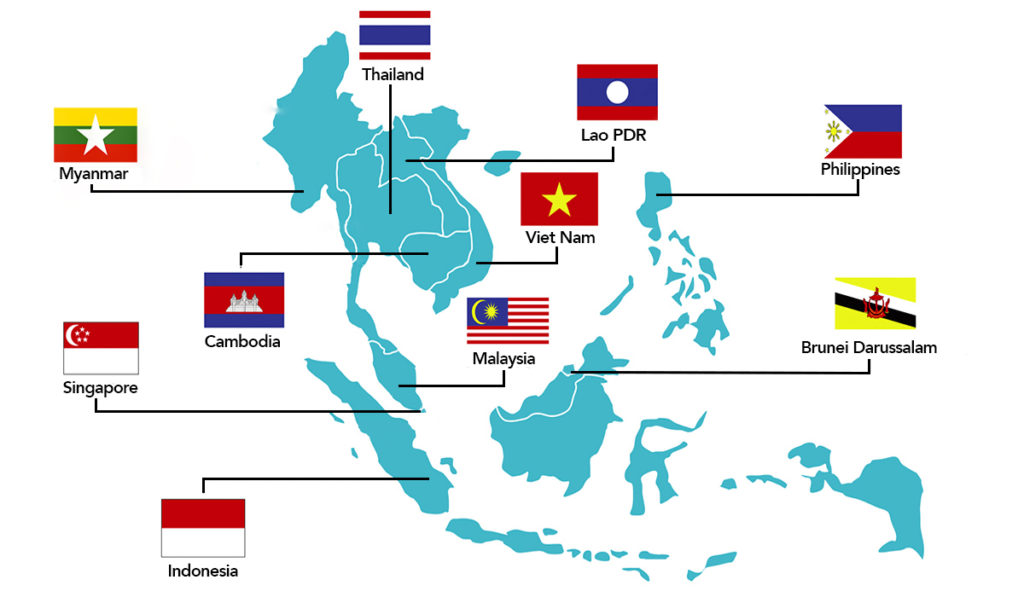 Thailand
Lao PDR
Myanmar
Philippines
Viet Nam
Cambodia
Malaysia
Brunei Darussalam
Singapore
Indonesia